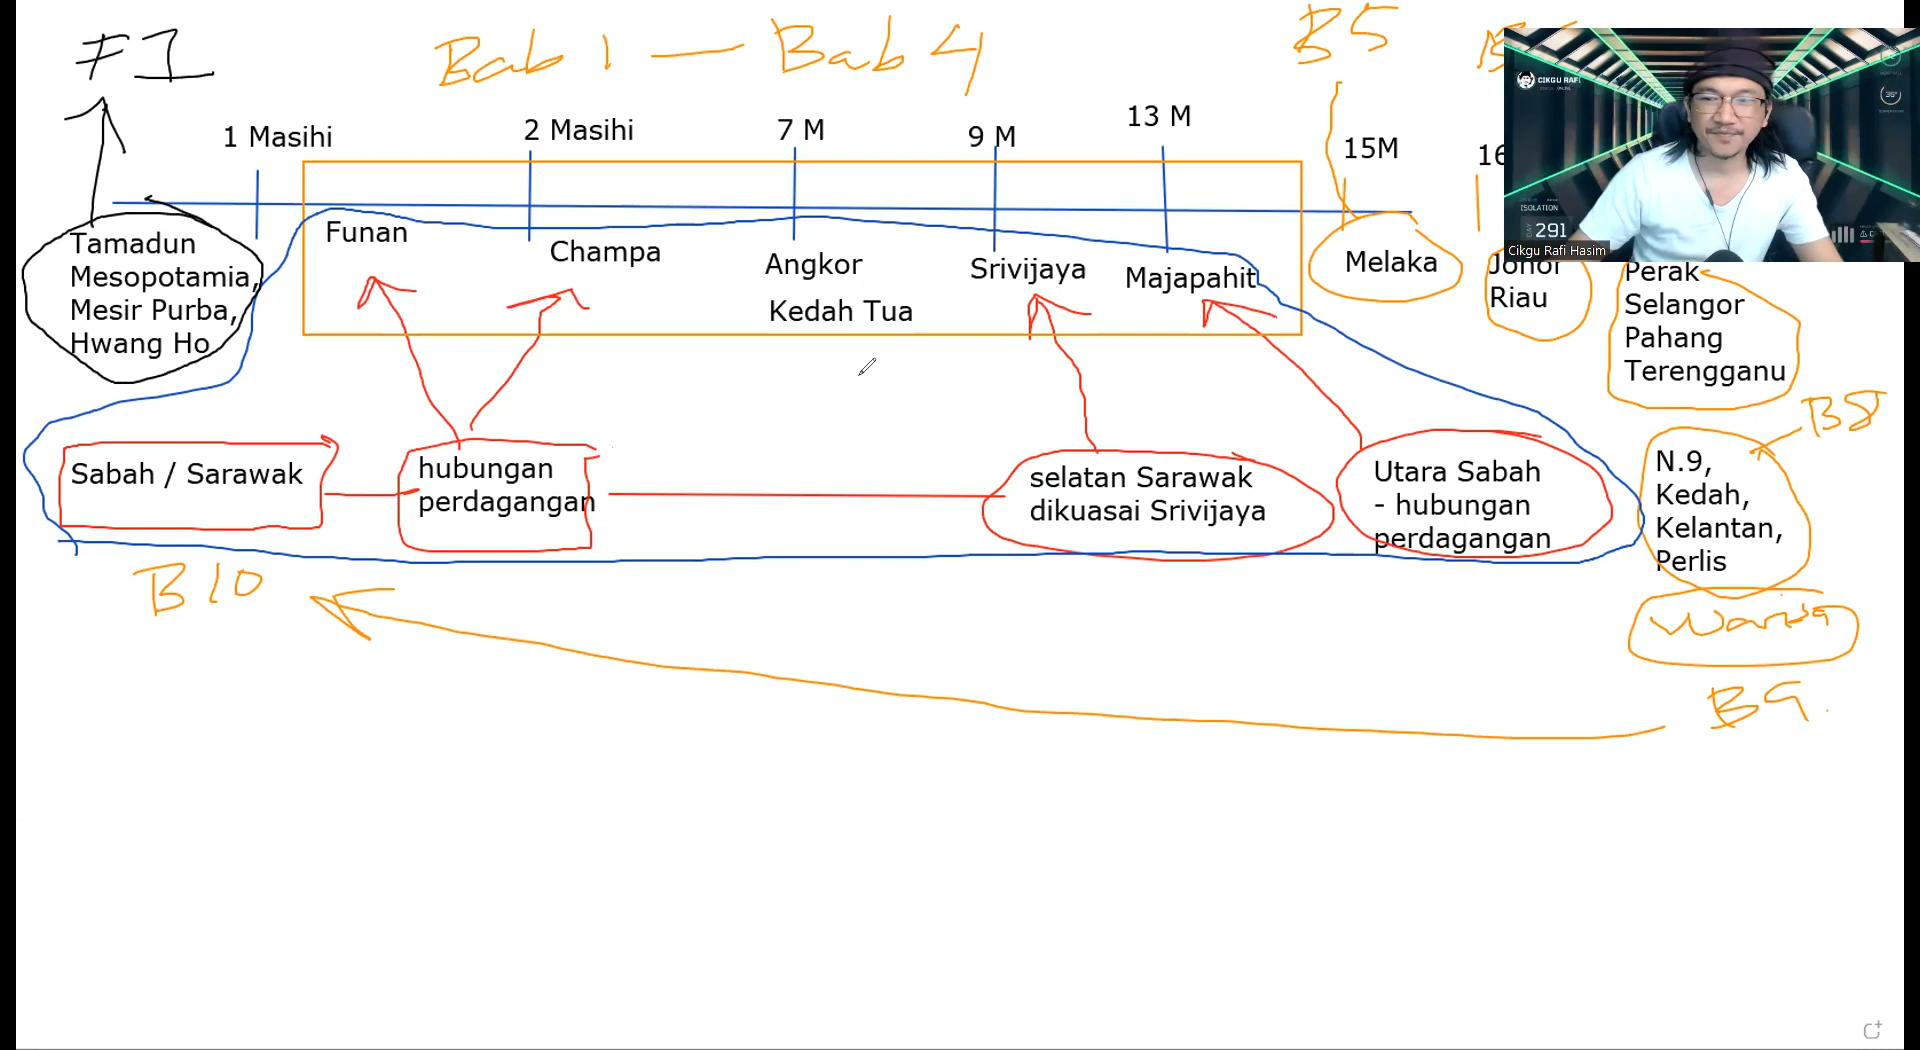 F1
Bab 1 — Bab 4
B5
1 Masihi
2 Masihi
7 M
9 M
13 M
15M
16
CIKGU RAFI
ISOLATION
DAY 291
Cikgu Rafi Hasim
Tamadun
Mesopotamia,
Mesir Purba,
Hwang Ho
Funan
Champa
Angkor
Kedah Tua
Srivijaya
Majapahit
Melaka
Johor
Riau
Perak
Selangor
Pahang
Terengganu
B8
Sabah / Sarawak
hubungan
perdagangan
selatan Sarawak
dikuasai Srivijaya
Utara Sabah
- hubungan
perdagangan
N.9,
Kedah,
Kelantan,
Perlis
B10
Warisan
B9